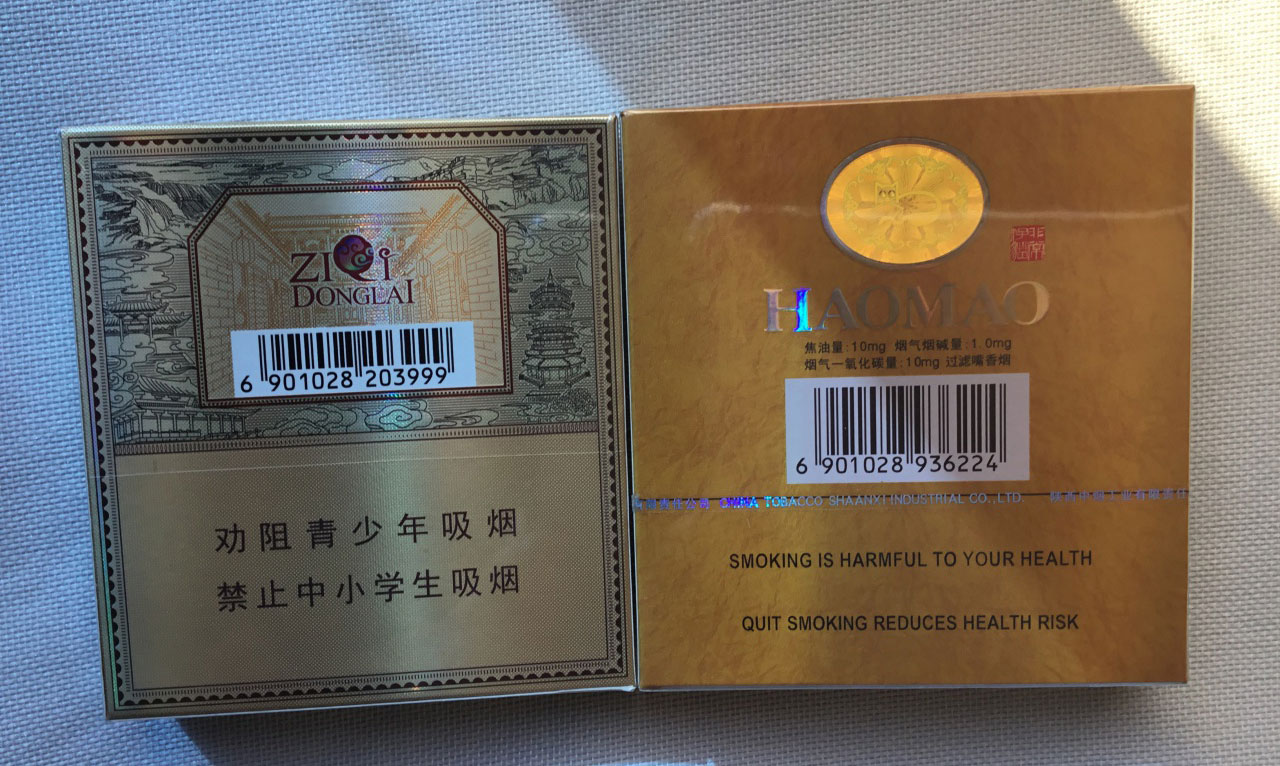 ZIQI
DONGLAI
6 901028 203999
劝阻青少年吸烟
禁止中小学生吸烟
HAOMAO
焦油量:10mg 烟气烟碱量:1.0mg
烟气一氧化碳量:10mg 过滤嘴香烟
6 901028 936224
CHINA TOBACCO SHAANXI INDUSTRIAL CO., LTD.
SMOKING IS HARMFUL TO YOUR HEALTH
QUIT SMOKING REDUCES HEALTH RISK